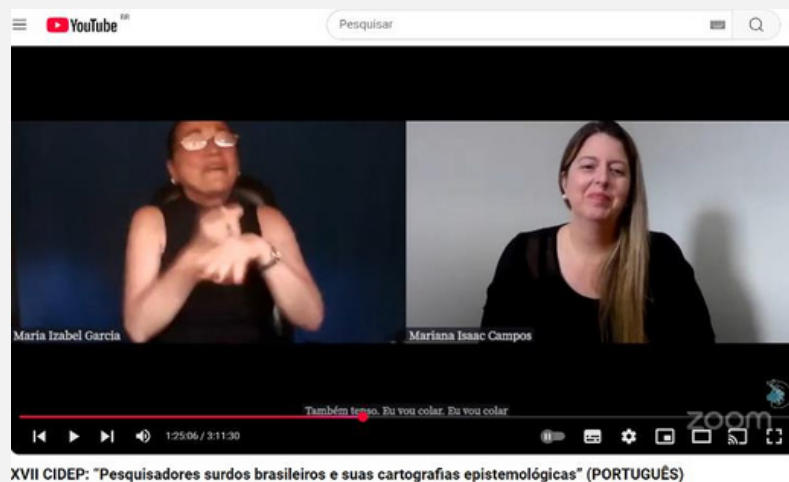 YouTube BR
Pesquisar
Maria Izabel Garcia
Mariana Isaac Campos
Também tenso. Eu vou colar. Eu vou colar
zoom
1:25:06 / 3:11:30
XVII CIDEP: "Pesquisadores surdos brasileiros e suas cartografias epistemológicas" (PORTUGUÊS)